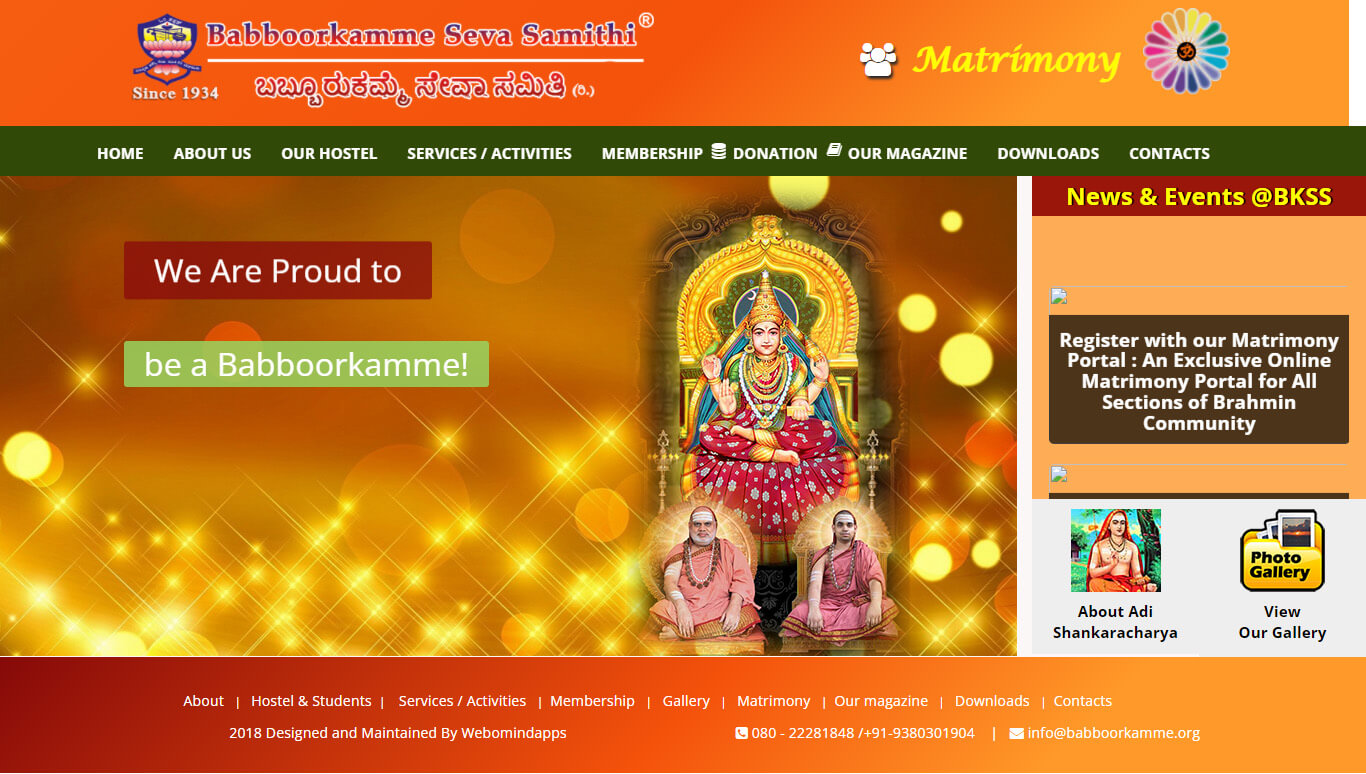 Babboorkamme Seva Samithi®
ಬಬ್ಬೂರುಕಮ್ಮೆ ಸೇವಾ ಸಮಿತಿ (ರಿ.)
Since 1934
Matrimony
HOME ABOUT US OUR HOSTEL SERVICES / ACTIVITIES MEMBERSHIP DONATION OUR MAGAZINE DOWNLOADS CONTACTS
We Are Proud to
be a Babboorkamme!
News & Events @BKSS
Register with our Matrimony
Portal : An Exclusive Online
Matrimony Portal for All
Sections of Brahmin
Community
About Adi
Shankaracharya
Photo
Gallery
View
Our Gallery
About | Hostel & Students | Services / Activities | Membership | Gallery | Matrimony | Our magazine | Downloads | Contacts
2018 Designed and Maintained By Webomindapps
080 - 22281848 /+91-9380301904 | info@babboorkamme.org